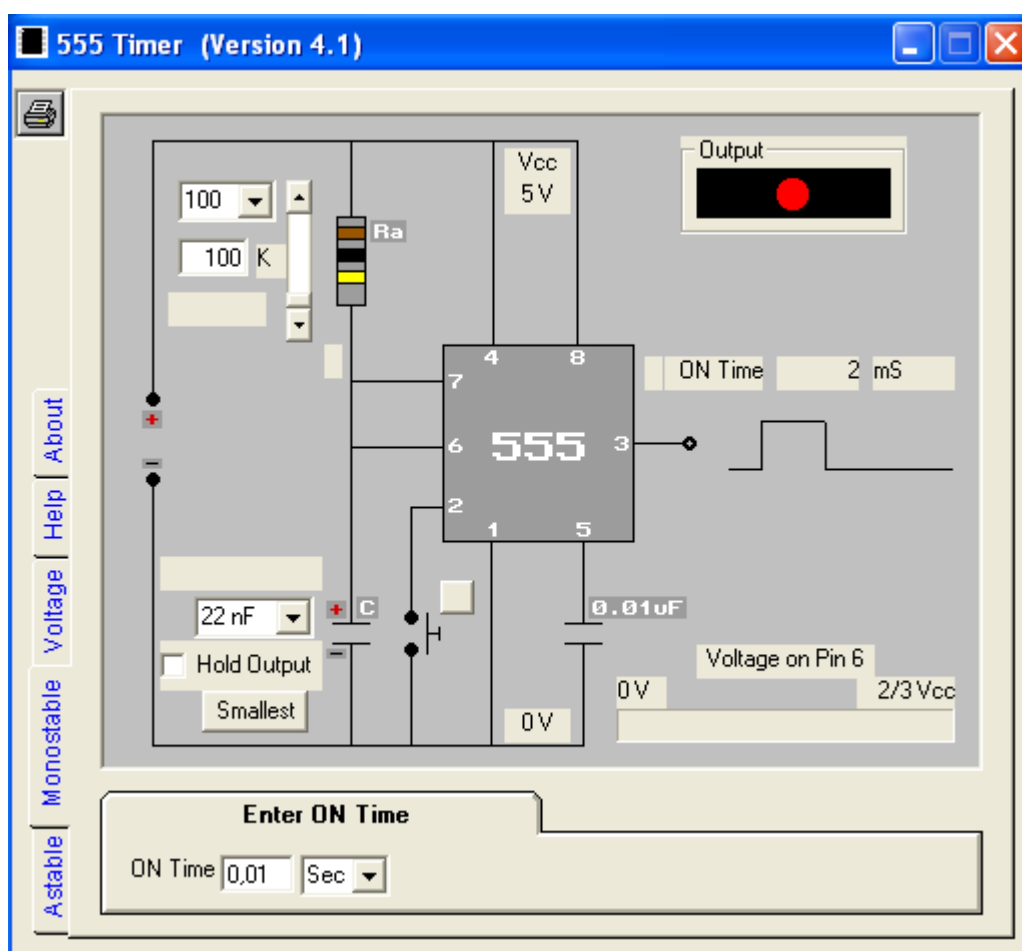 555 Timer (Version 4.1)
Vcc
5 V
Output
100
Ra
100 K
4 8
7
ON Time 2 mS
6 555 3
2
1 5
+
−
About
Help
Voltage
Monostable
Astable
22 nF
+ C
−
0.01uF
Hold Output
Smallest
Voltage on Pin 6
0 V 2/3 Vcc
0 V
Enter ON Time
ON Time 0,01 Sec